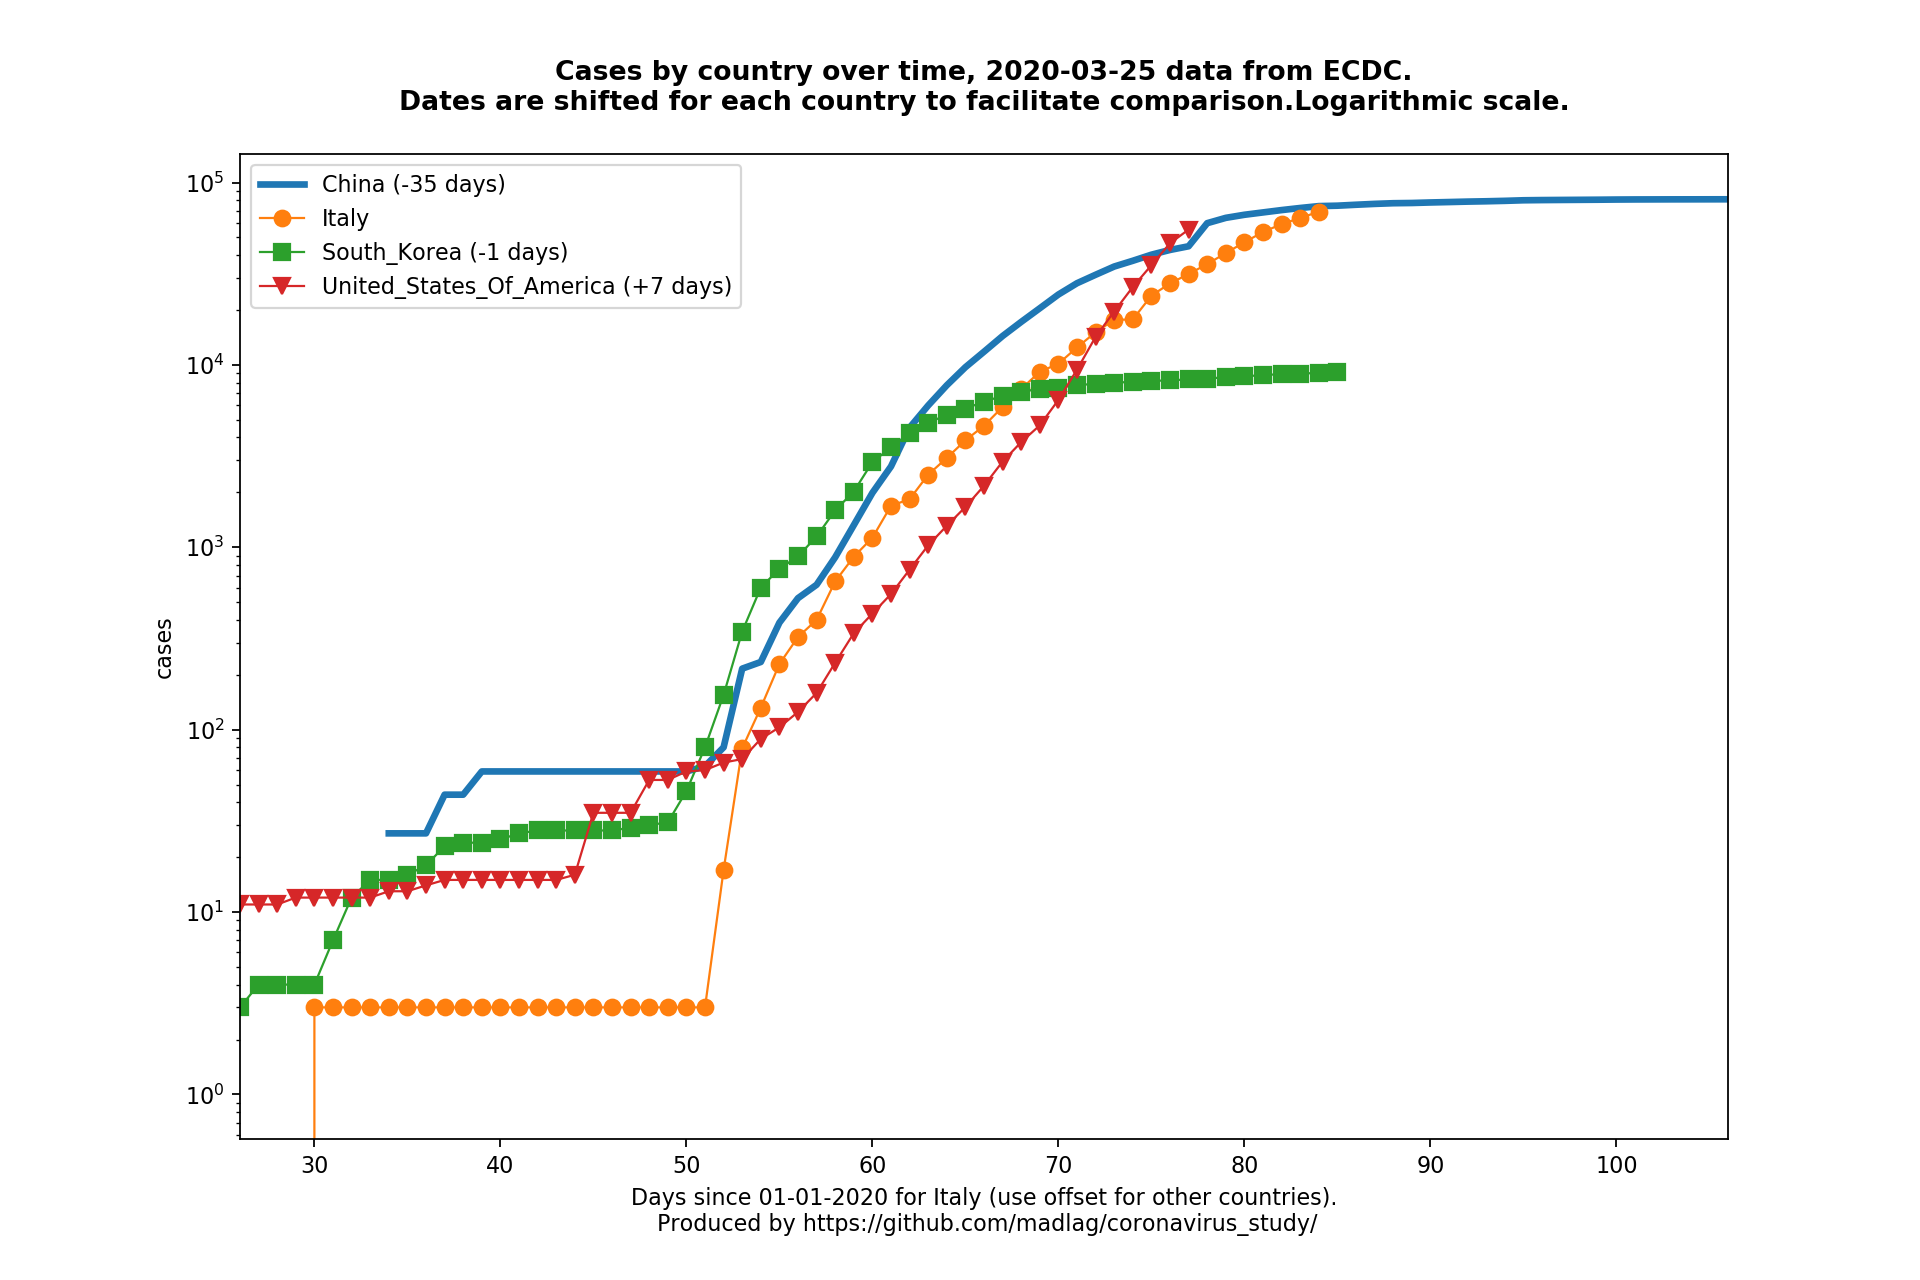 Cases by country over time, 2020-03-25 data from ECDC.
Dates are shifted for each country to facilitate comparison.Logarithmic scale.
China (-35 days)
Italy
South_Korea (-1 days)
United_States_Of_America (+7 days)
10⁵
10⁴
10³
10²
10¹
10⁰
cases
30 40 50 60 70 80 90 100
Days since 01-01-2020 for Italy (use offset for other countries).
Produced by https://github.com/madlag/coronavirus_study/